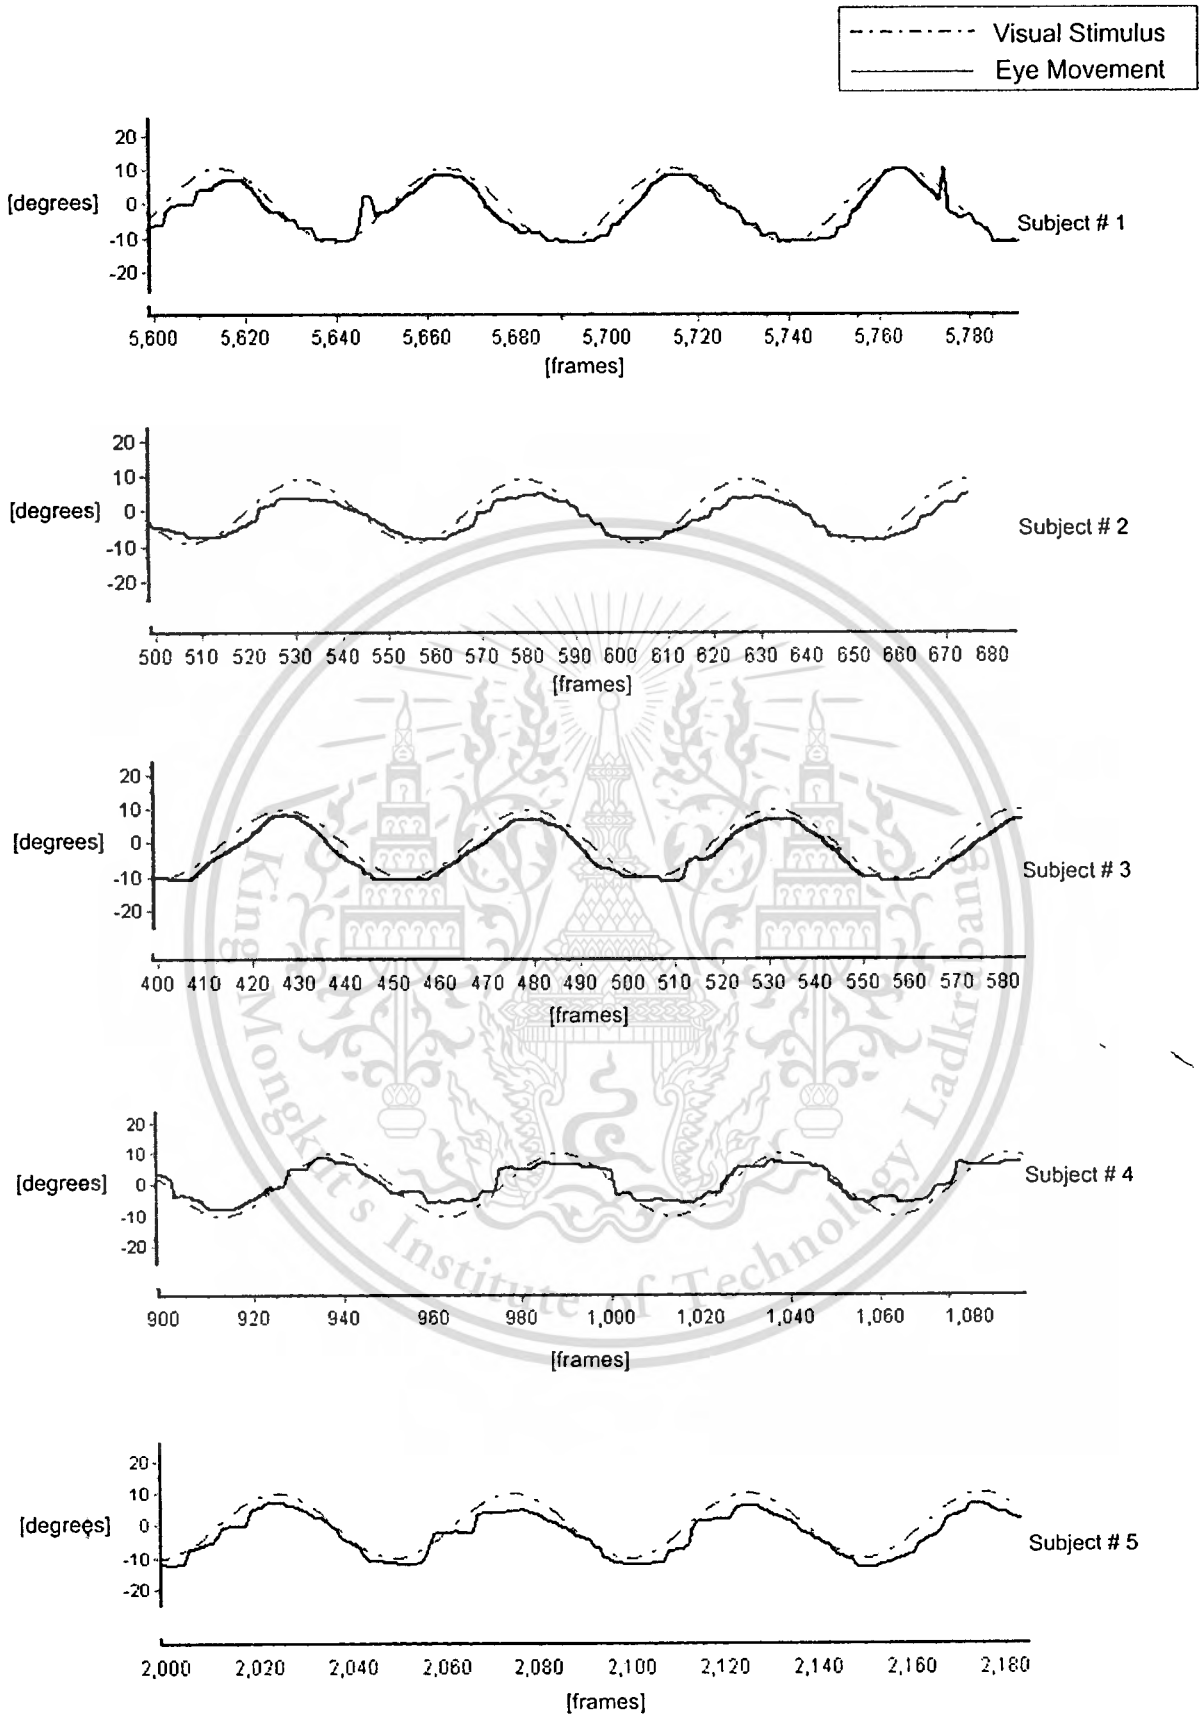 Visual Stimulus
Eye Movement
20
10
0
-10
-20
[degrees]
Subject # 1
5,600 5,620 5,640 5,660 5,680 5,700 5,720 5,740 5,760 5,780
[frames]
20
10
0
-10
-20
[degrees]
Subject # 2
500 510 520 530 540 550 560 570 580 590 600 610 620 630 640 650 660 670 680
[frames]
20
10
0
-10
-20
[degrees]
Subject # 3
400 410 420 430 440 450 460 470 480 490 500 510 500 510 520 530 540 550 560 570 580
[frames]
20
10
0
-10
-20
[degrees]
Subject # 4
900 920 940 960 980 1,000 1,020 1,040 1,060 1,080
[frames]
20
10
0
-10
-20
[degrees]
Subject # 5
2,000 2,020 2,040 2,060 2,080 2,100 2,120 2,140 2,160 2,180
[frames]
King Mongkut's Institute of Technology Ladkrabang